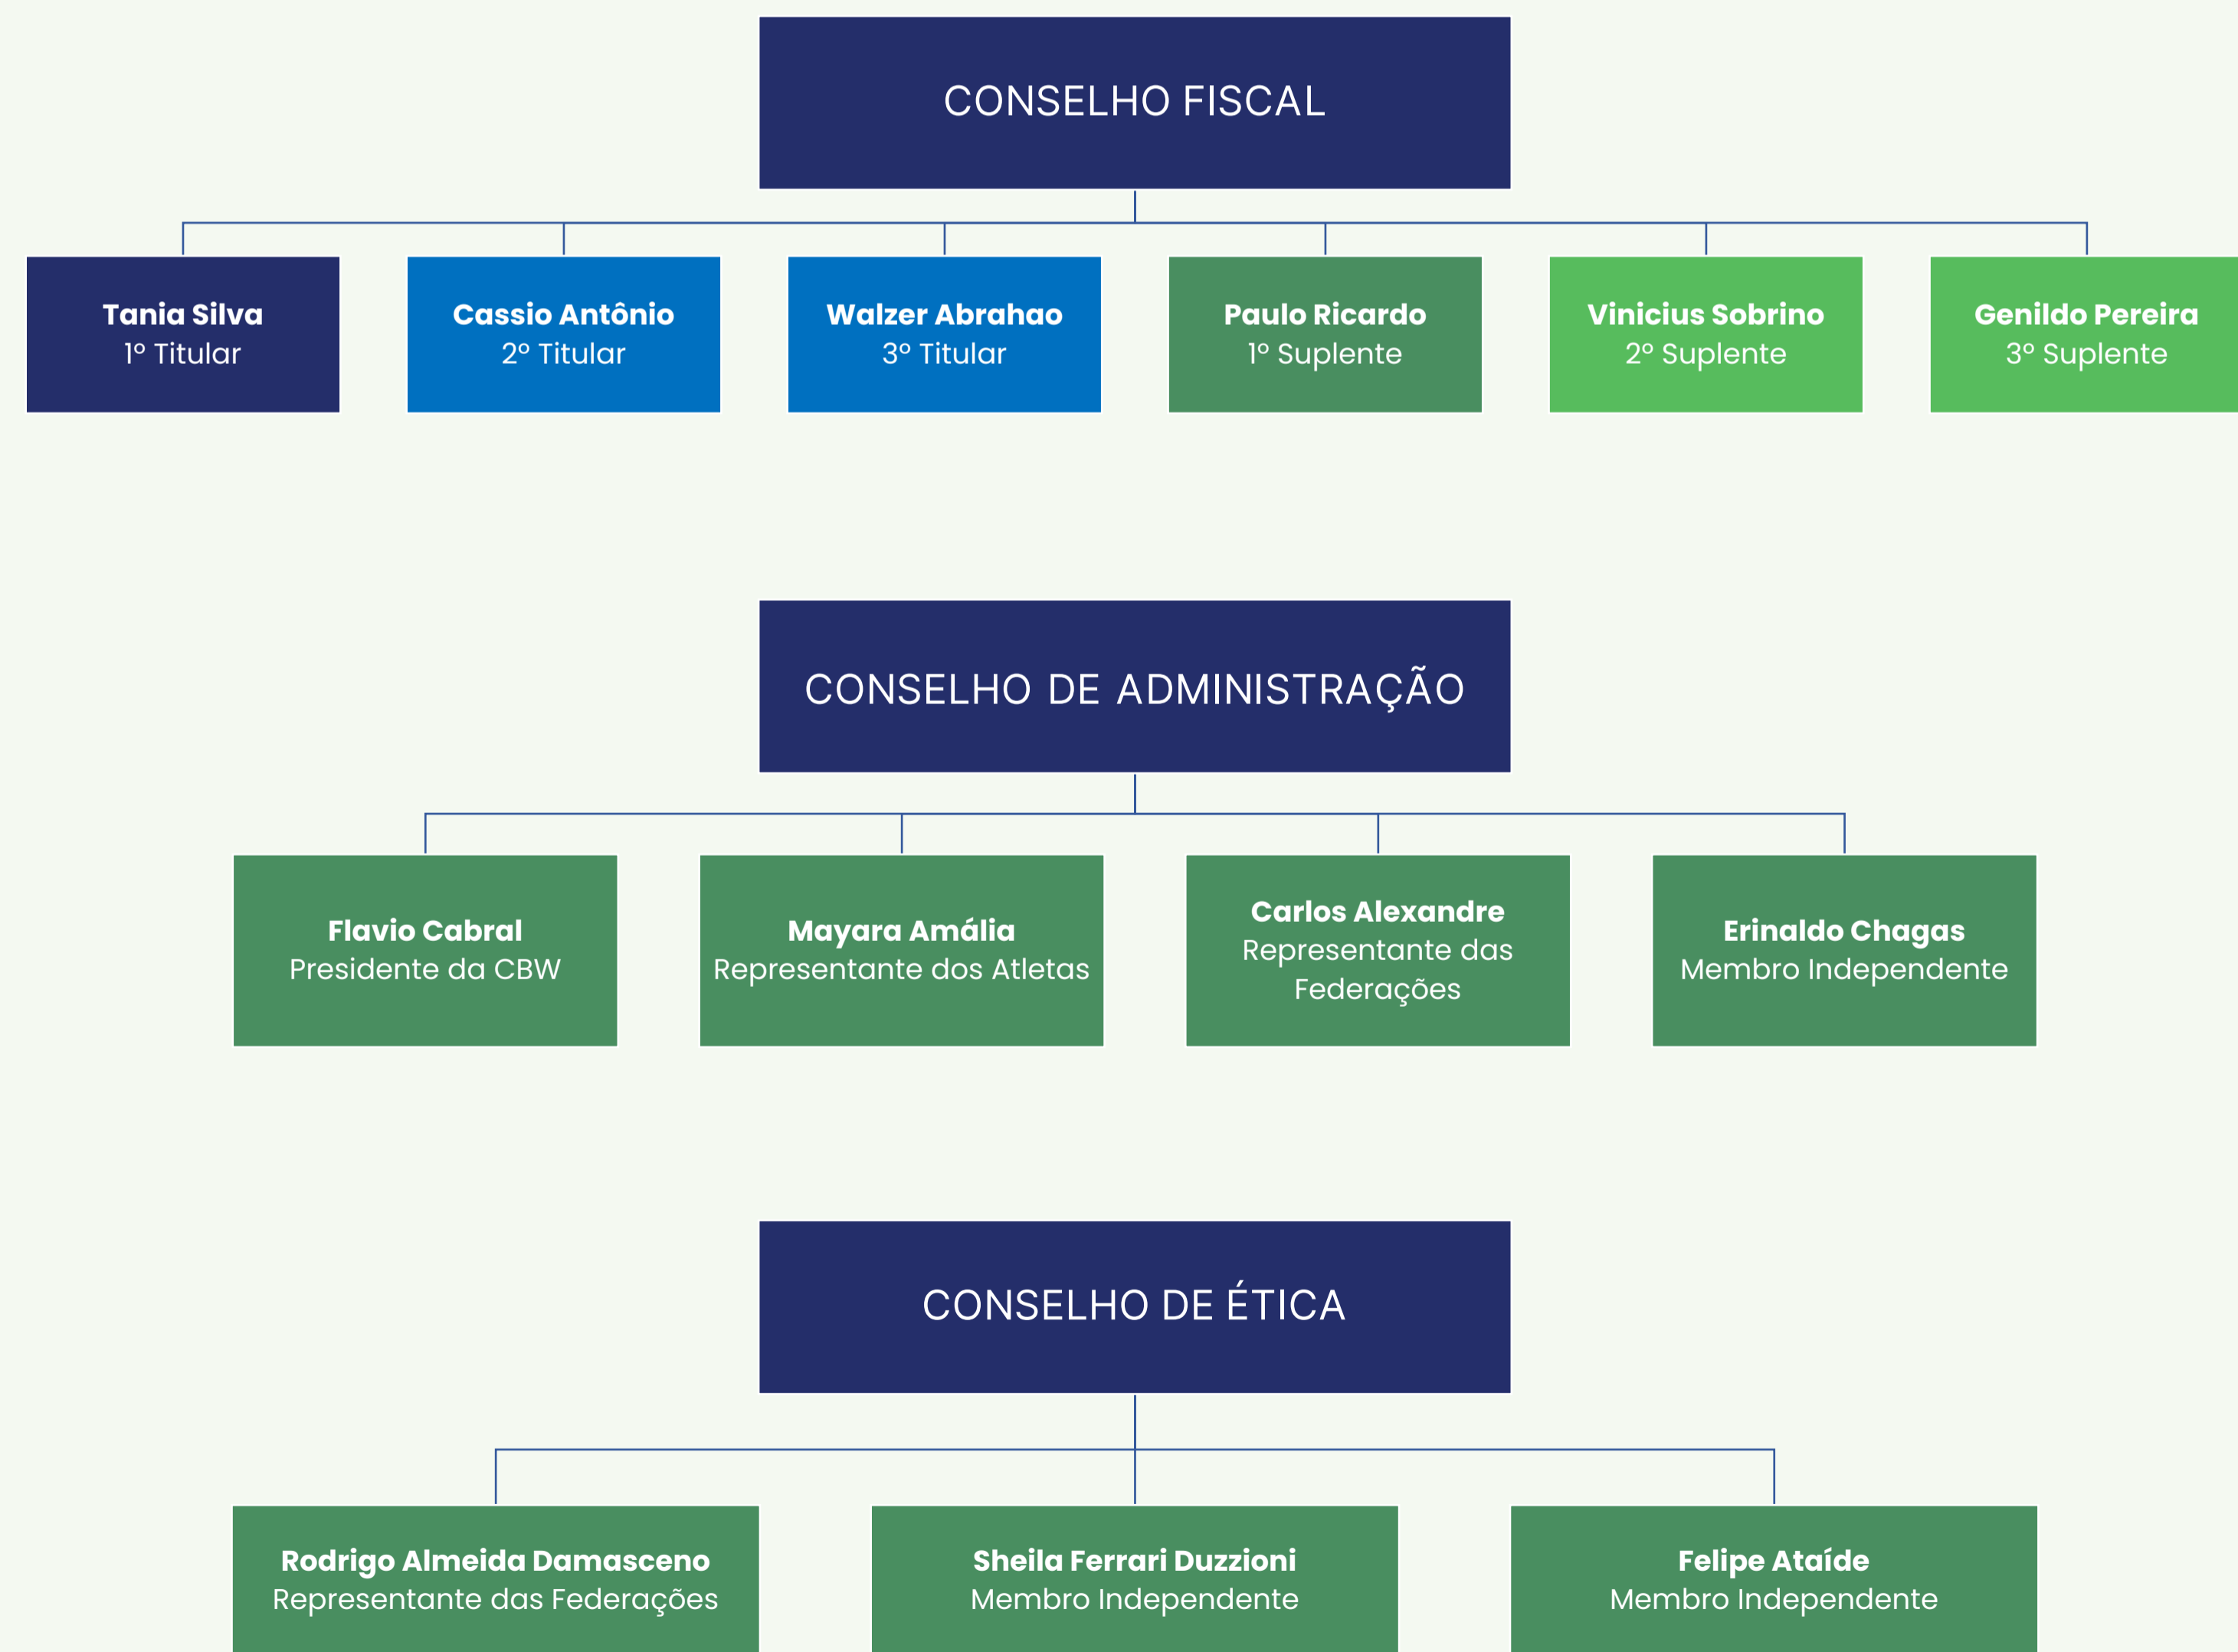 CONSELHO FISCAL
Tania Silva
1º Titular
Cassio Antônio
2º Titular
Walzer Abrahao
3º Titular
Paulo Ricardo
1º Suplente
Vinicius Sobrino
2º Suplente
Genildo Pereira
3º Suplente
CONSELHO DE ADMINISTRAÇÃO
Flavio Cabral
Presidente da CBW
Mayara Amália
Representante dos Atletas
Carlos Alexandre
Representante das
Federações
Erinaldo Chagas
Membro Independente
CONSELHO DE ÉTICA
Rodrigo Almeida Damasceno
Representante das Federações
Sheila Ferrari Duzzioni
Membro Independente
Felipe Ataíde
Membro Independente